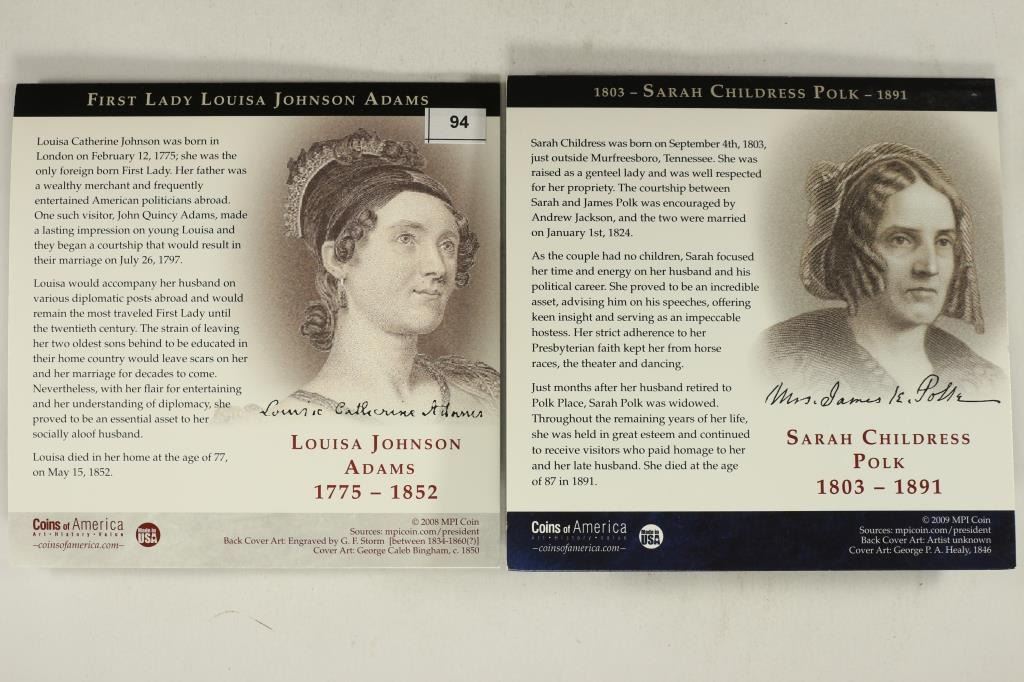 FIRST LADY LOUISA JOHNSON ADAMS
94
Louisa Catherine Johnson was born in
London on February 12, 1775; she was the
only foreign born First Lady. Her father was
a wealthy merchant and frequently
entertained American politicians abroad.
One such visitor, John Quincy Adams, made
a lasting impression on young Louisa and
they began a courtship that would result in
their marriage on July 26, 1797.
Louisa would accompany her husband on
various diplomatic posts abroad and would
remain the most traveled First Lady until
the twentieth century. The strain of leaving
her two oldest sons behind to be educated in
their home country would leave scars on her
and her marriage for decades to come.
Nevertheless, with her flair for entertaining
and her understanding of diplomacy, she
proved to be an essential asset to her
socially aloof husband.
Louisa died in her home at the age of 77,
on May 15, 1852.
Louisa Catherine Adams
LOUISA JOHNSON
ADAMS
1775 – 1852
Coins of America
Art • History • Value
–coinsofamerica.com–
Made in
USA
© 2008 MPI Coin
Sources: mpicoin.com/president
Back Cover Art: Engraved by G. F. Storm [between 1834-1860(?)]
Cover Art: George Caleb Bingham, c. 1850
1803 – SARAH CHILDRESS POLK – 1891
Sarah Childress was born on September 4th, 1803,
just outside Murfreesboro, Tennessee. She was
raised as a genteel lady and was well respected
for her propriety. The courtship between
Sarah and James Polk was encouraged by
Andrew Jackson, and the two were married
on January 1st, 1824.
As the couple had no children, Sarah focused
her time and energy on her husband and his
political career. She proved to be an incredible
asset, advising him on his speeches, offering
keen insight and serving as an impeccable
hostess. Her strict adherence to her
Presbyterian faith kept her from horse
races, the theater and dancing.
Just months after her husband retired to
Polk Place, Sarah Polk was widowed.
Throughout the remaining years of her life,
she was held in great esteem and continued
to receive visitors who paid homage to her
and her late husband. She died at the age
of 87 in 1891.
Mrs. James K. Polk
SARAH CHILDRESS
POLK
1803 – 1891
Coins of America
Art • History • Value
–coinsofamerica.com–
Made in
USA
© 2009 MPI Coin
Sources: mpicoin.com/president
Back Cover Art: Artist unknown
Cover Art: George P. A. Healy, 1846